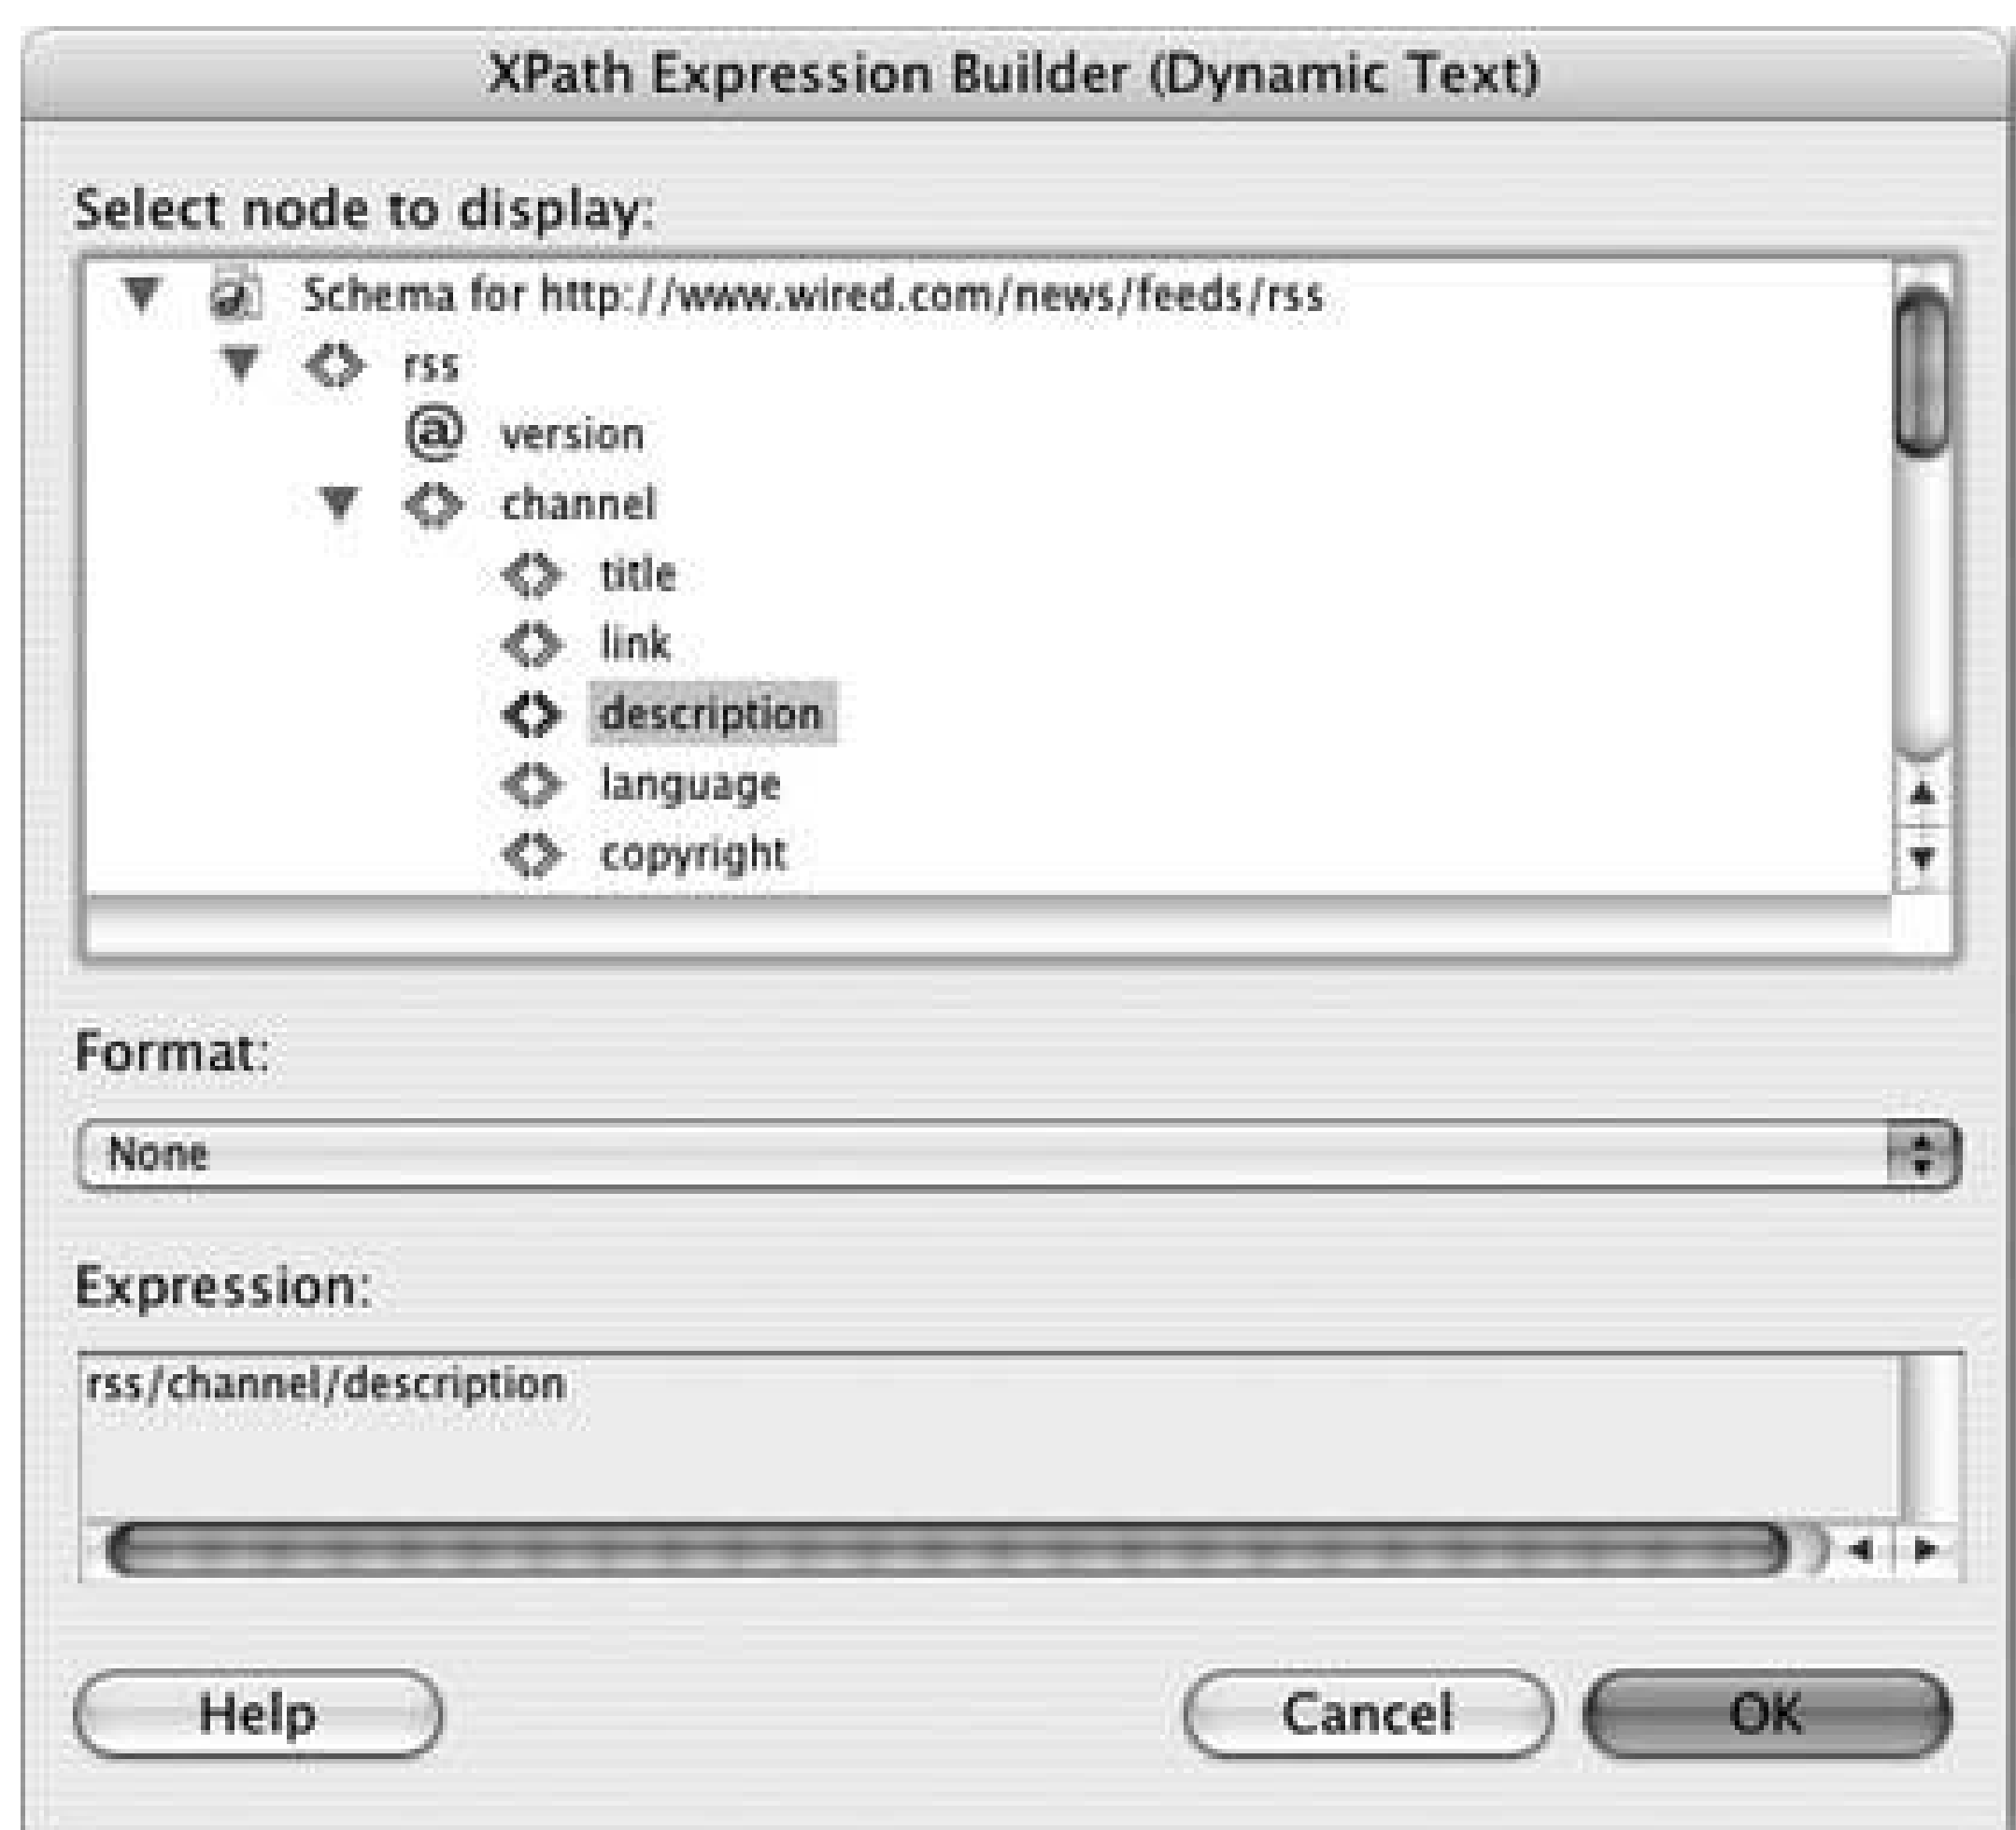 XPath Expression Builder (Dynamic Text)
Select node to display:
Schema for http://www.wired.com/news/feeds/rss
rss
@ version
channel
title
link
description
language
copyright
Format:
None
Expression:
rss/channel/description
Help
Cancel
OK